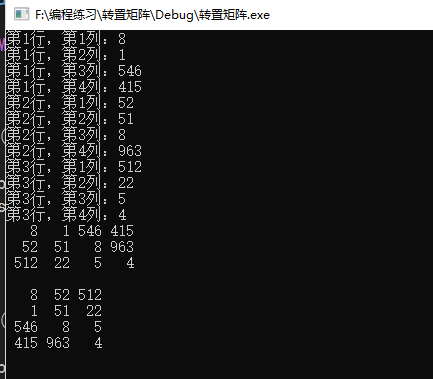 F:\编程练习\转置矩阵\Debug\转置矩阵.exe
第1行，第1列：8
第1行，第2列：1
第1行，第3列：546
第1行，第4列：415
第2行，第1列：52
第2行，第2列：51
第2行，第3列：8
第2行，第4列：963
第3行，第1列：512
第3行，第2列：22
第3行，第3列：5
第3行，第4列：4
8 1 546 415
52 51 8 963
512 22 5 4
8 52 512
1 51 22
546 8 5
415 963 4